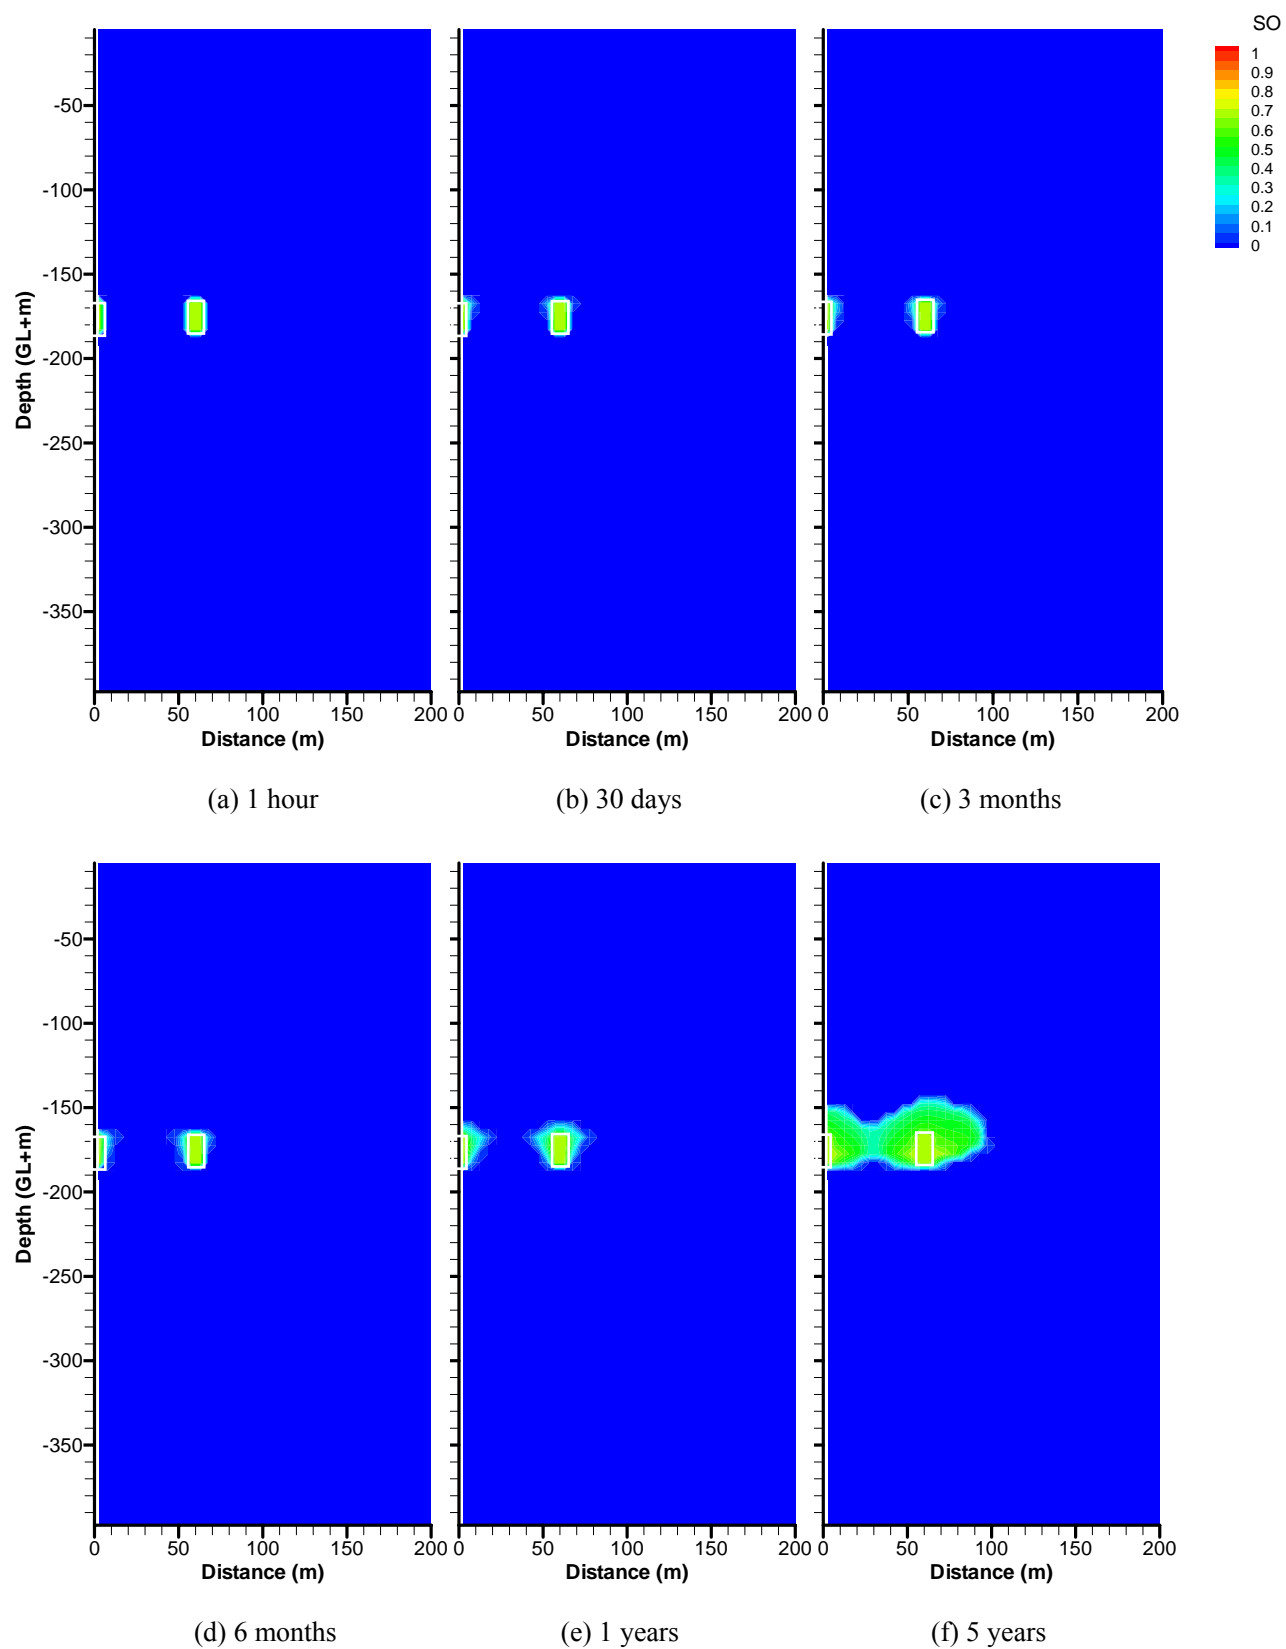 SO
1
0.9
0.8
0.7
0.6
0.5
0.4
0.3
0.2
0.1
0
Depth (GL+m)
-50
-100
-150
-200
-250
-300
-350
0 50 100 150 200
0 50 100 150 200
0 50 100 150 200
Distance (m)
Distance (m)
Distance (m)
(a) 1 hour
(b) 30 days
(c) 3 months
Depth (GL+m)
-50
-100
-150
-200
-250
-300
-350
0 50 100 150 200
0 50 100 150 200
0 50 100 150 200
Distance (m)
Distance (m)
Distance (m)
(d) 6 months
(e) 1 years
(f) 5 years